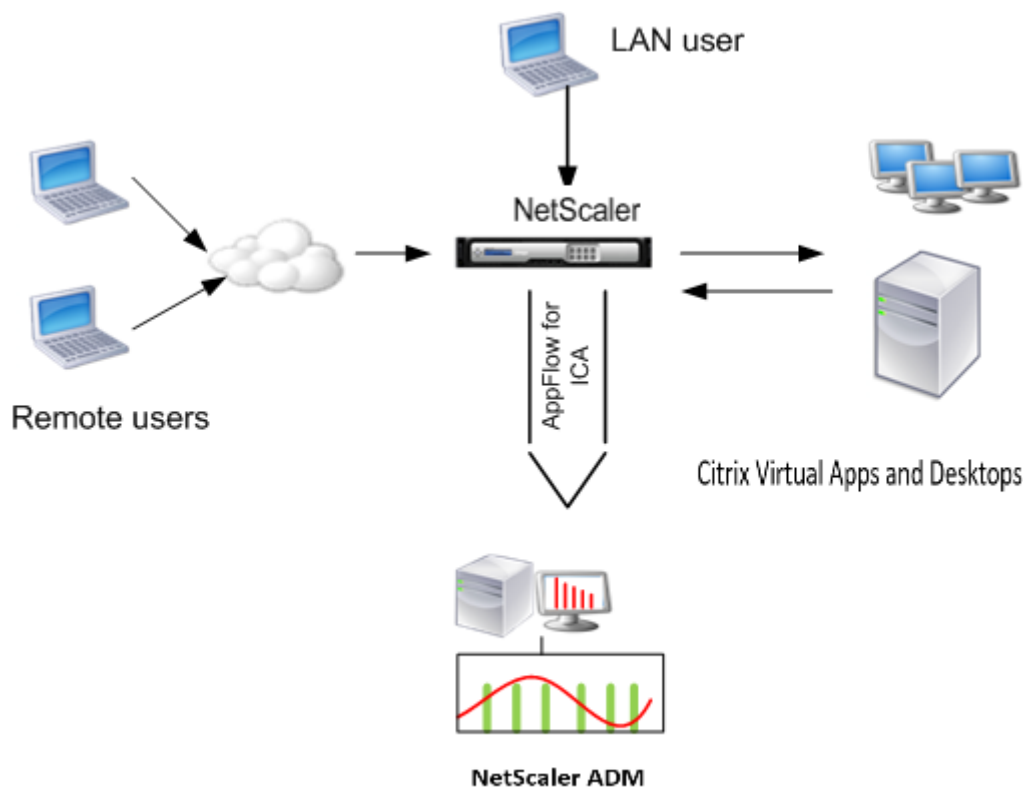 LAN user
NetScaler
AppFlow for
ICA
Remote users
Citrix Virtual Apps and Desktops
NetScaler ADM